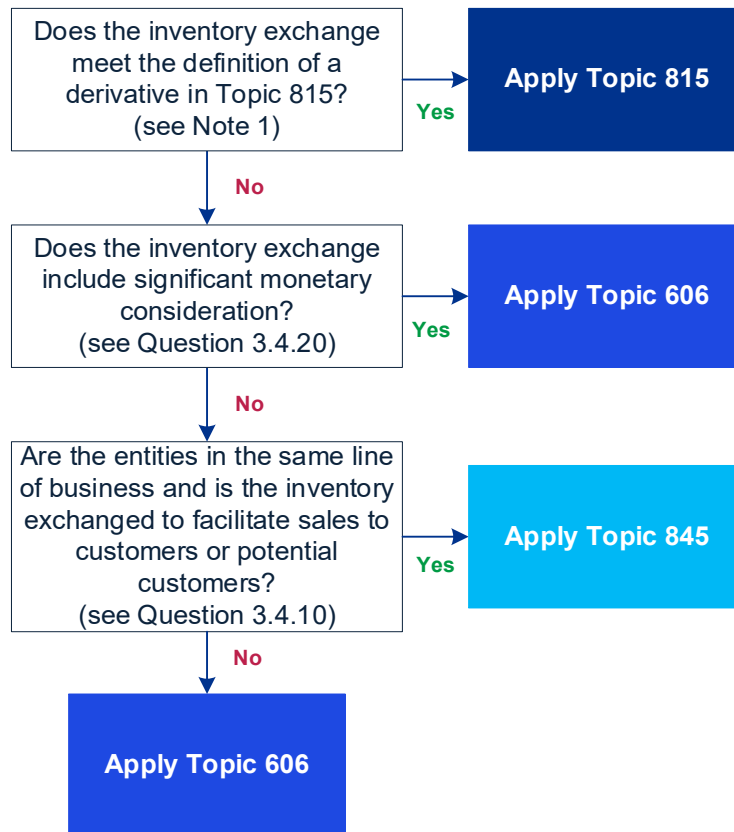 Does the inventory exchange
meet the definition of a
derivative in Topic 815?
(see Note 1)
Yes
Apply Topic 815
No
Does the inventory exchange
include significant monetary
consideration?
(see Question 3.4.20)
Yes
Apply Topic 606
No
Are the entities in the same line
of business and is the inventory
exchanged to facilitate sales to
customers or potential
customers?
(see Question 3.4.10)
Yes
Apply Topic 845
No
Apply Topic 606